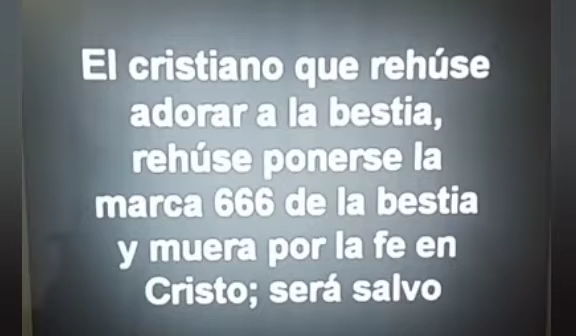 El cristiano que rehúse
adorar a la bestia,
rehúse ponerse la
marca 666 de la bestia
y muera por la fe en
Cristo; será salvo